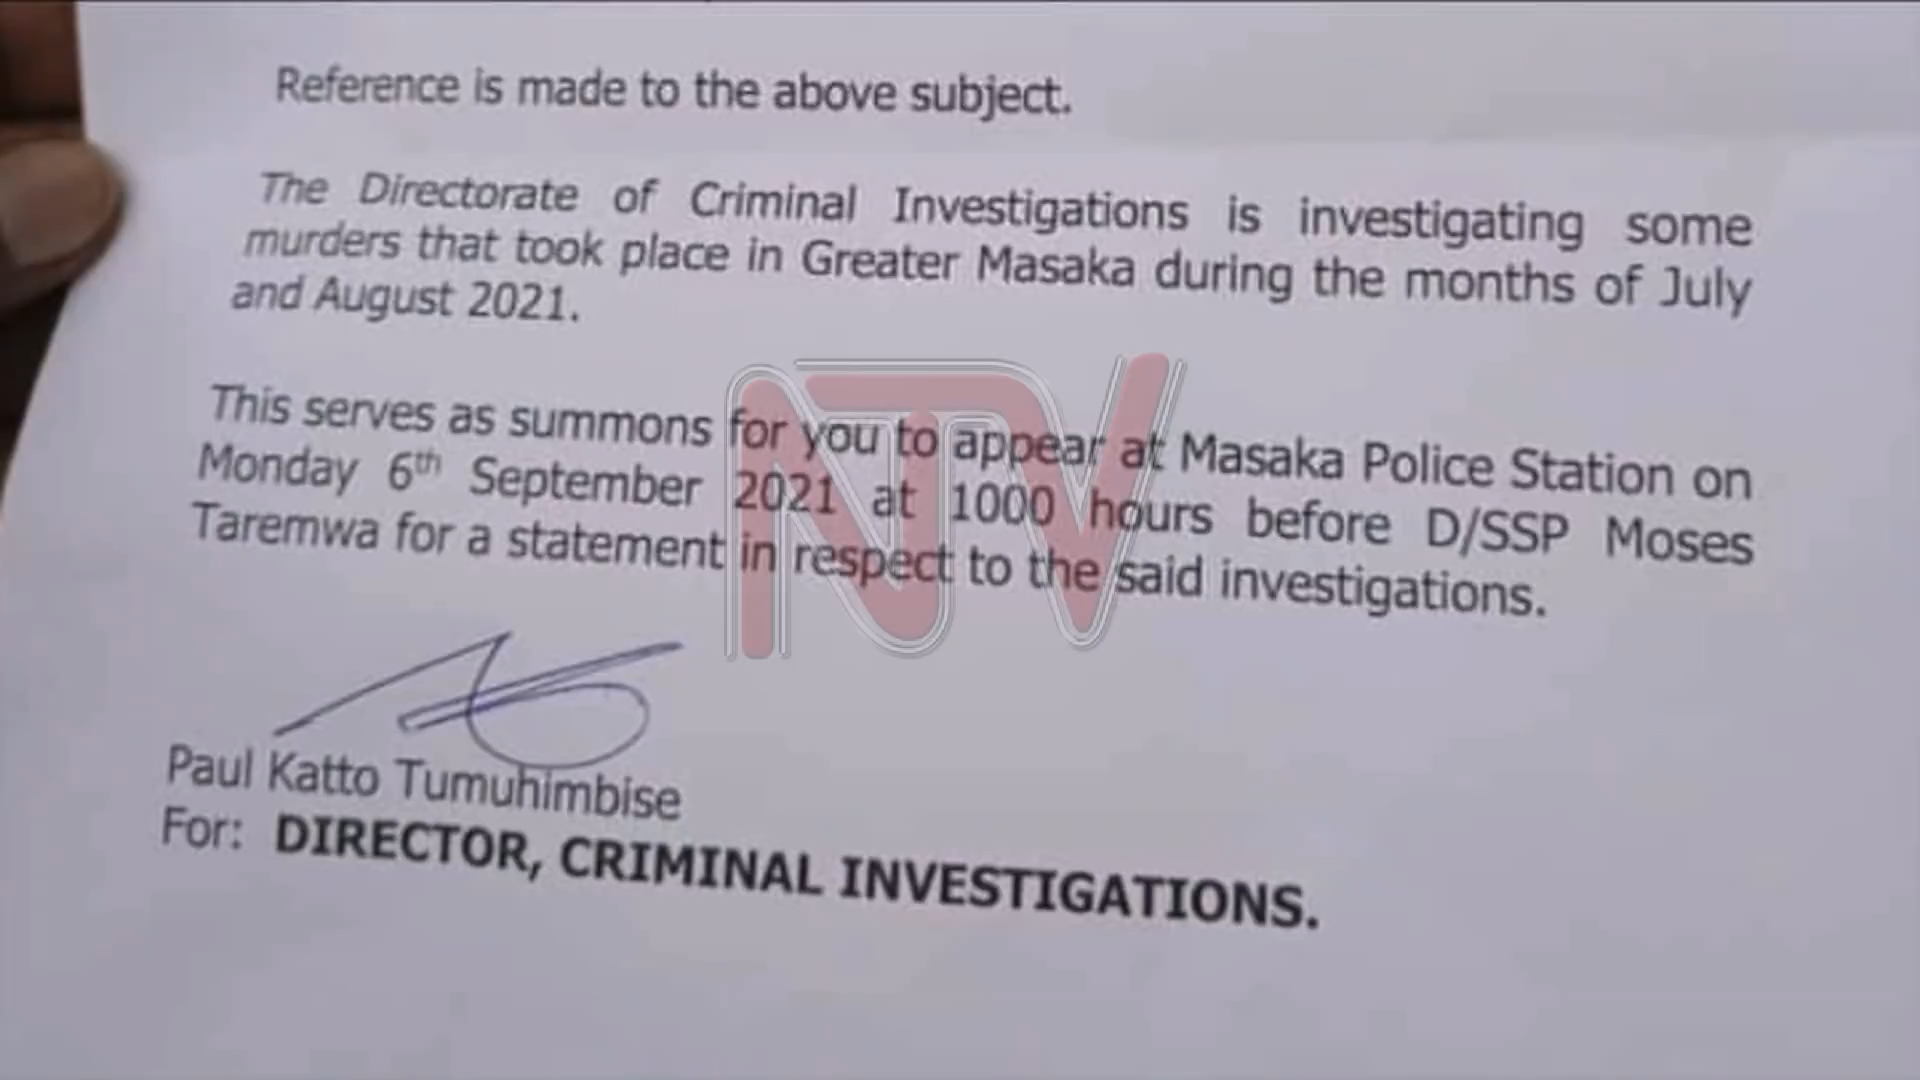 Reference is made to the above subject.
The Directorate of Criminal Investigations is investigating some
murders that took place in Greater Masaka during the months of July
and August 2021.
This serves as summons for you to appear at Masaka Police Station on
Monday 6th September 2021 at 1000 hours before D/SSP Moses
Taremwa for a statement in respect to the said investigations.
NTV
Paul Katto Tumuhimbise
For: DIRECTOR, CRIMINAL INVESTIGATIONS.